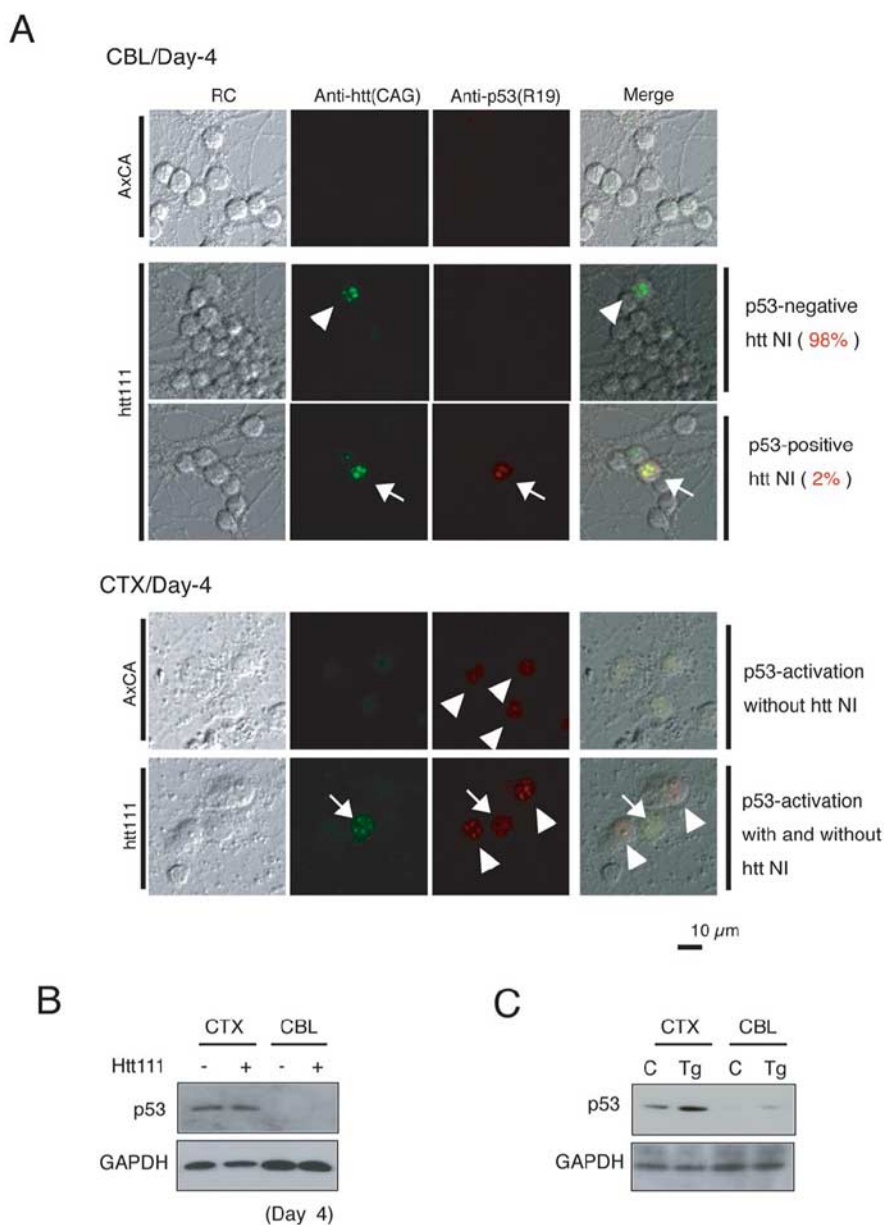 A
CBL/Day-4
RC Anti-htt(CAG) Anti-p53(R19) Merge
AxCA
htt111
p53-negative
htt NI ( 98% )
p53-positive
htt NI ( 2% )
CTX/Day-4
AxCA
p53-activation
without htt NI
htt111
p53-activation
with and without
htt NI
10 µm
B
CTX CBL
Htt111 - + - +
p53
GAPDH
(Day 4)
C
CTX CBL
C Tg C Tg
p53
GAPDH